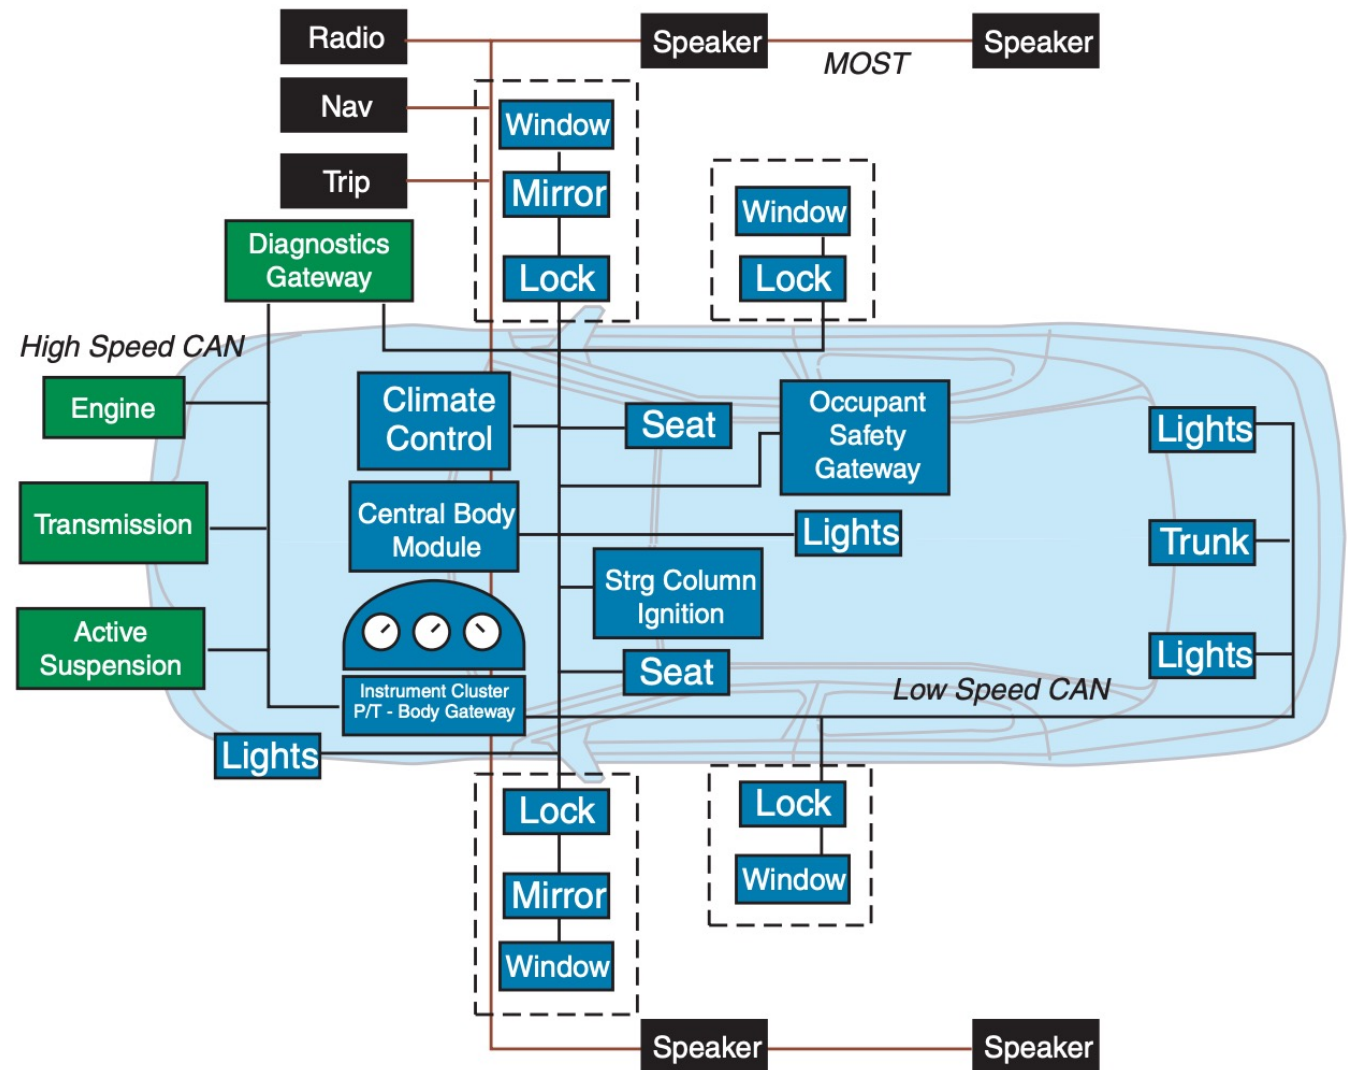 Radio
Speaker
Speaker
MOST
Nav
Window
Trip
Mirror
Window
Diagnostics
Gateway
Lock
Lock
High Speed CAN
Engine
Climate
Control
Seat
Occupant
Safety
Gateway
Lights
Transmission
Central Body
Module
Lights
Trunk
Strg Column
Ignition
Active
Suspension
Seat
Lights
Instrument Cluster
P/T - Body Gateway
Low Speed CAN
Lights
Lock
Lock
Mirror
Window
Window
Speaker
Speaker